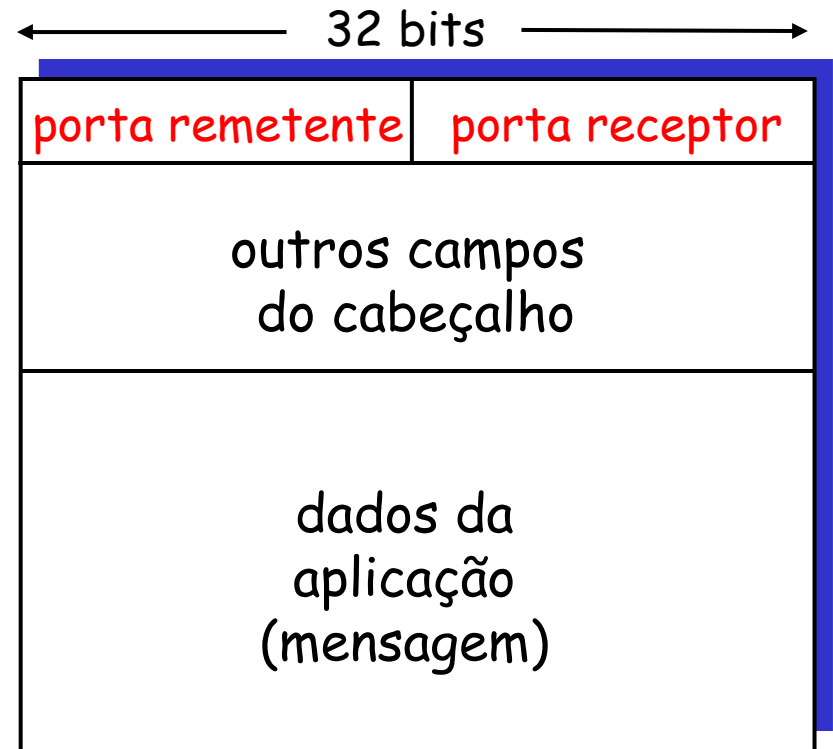 32 bits
porta remetente
porta receptor
outros campos
do cabeçalho
dados da
aplicação
(mensagem)